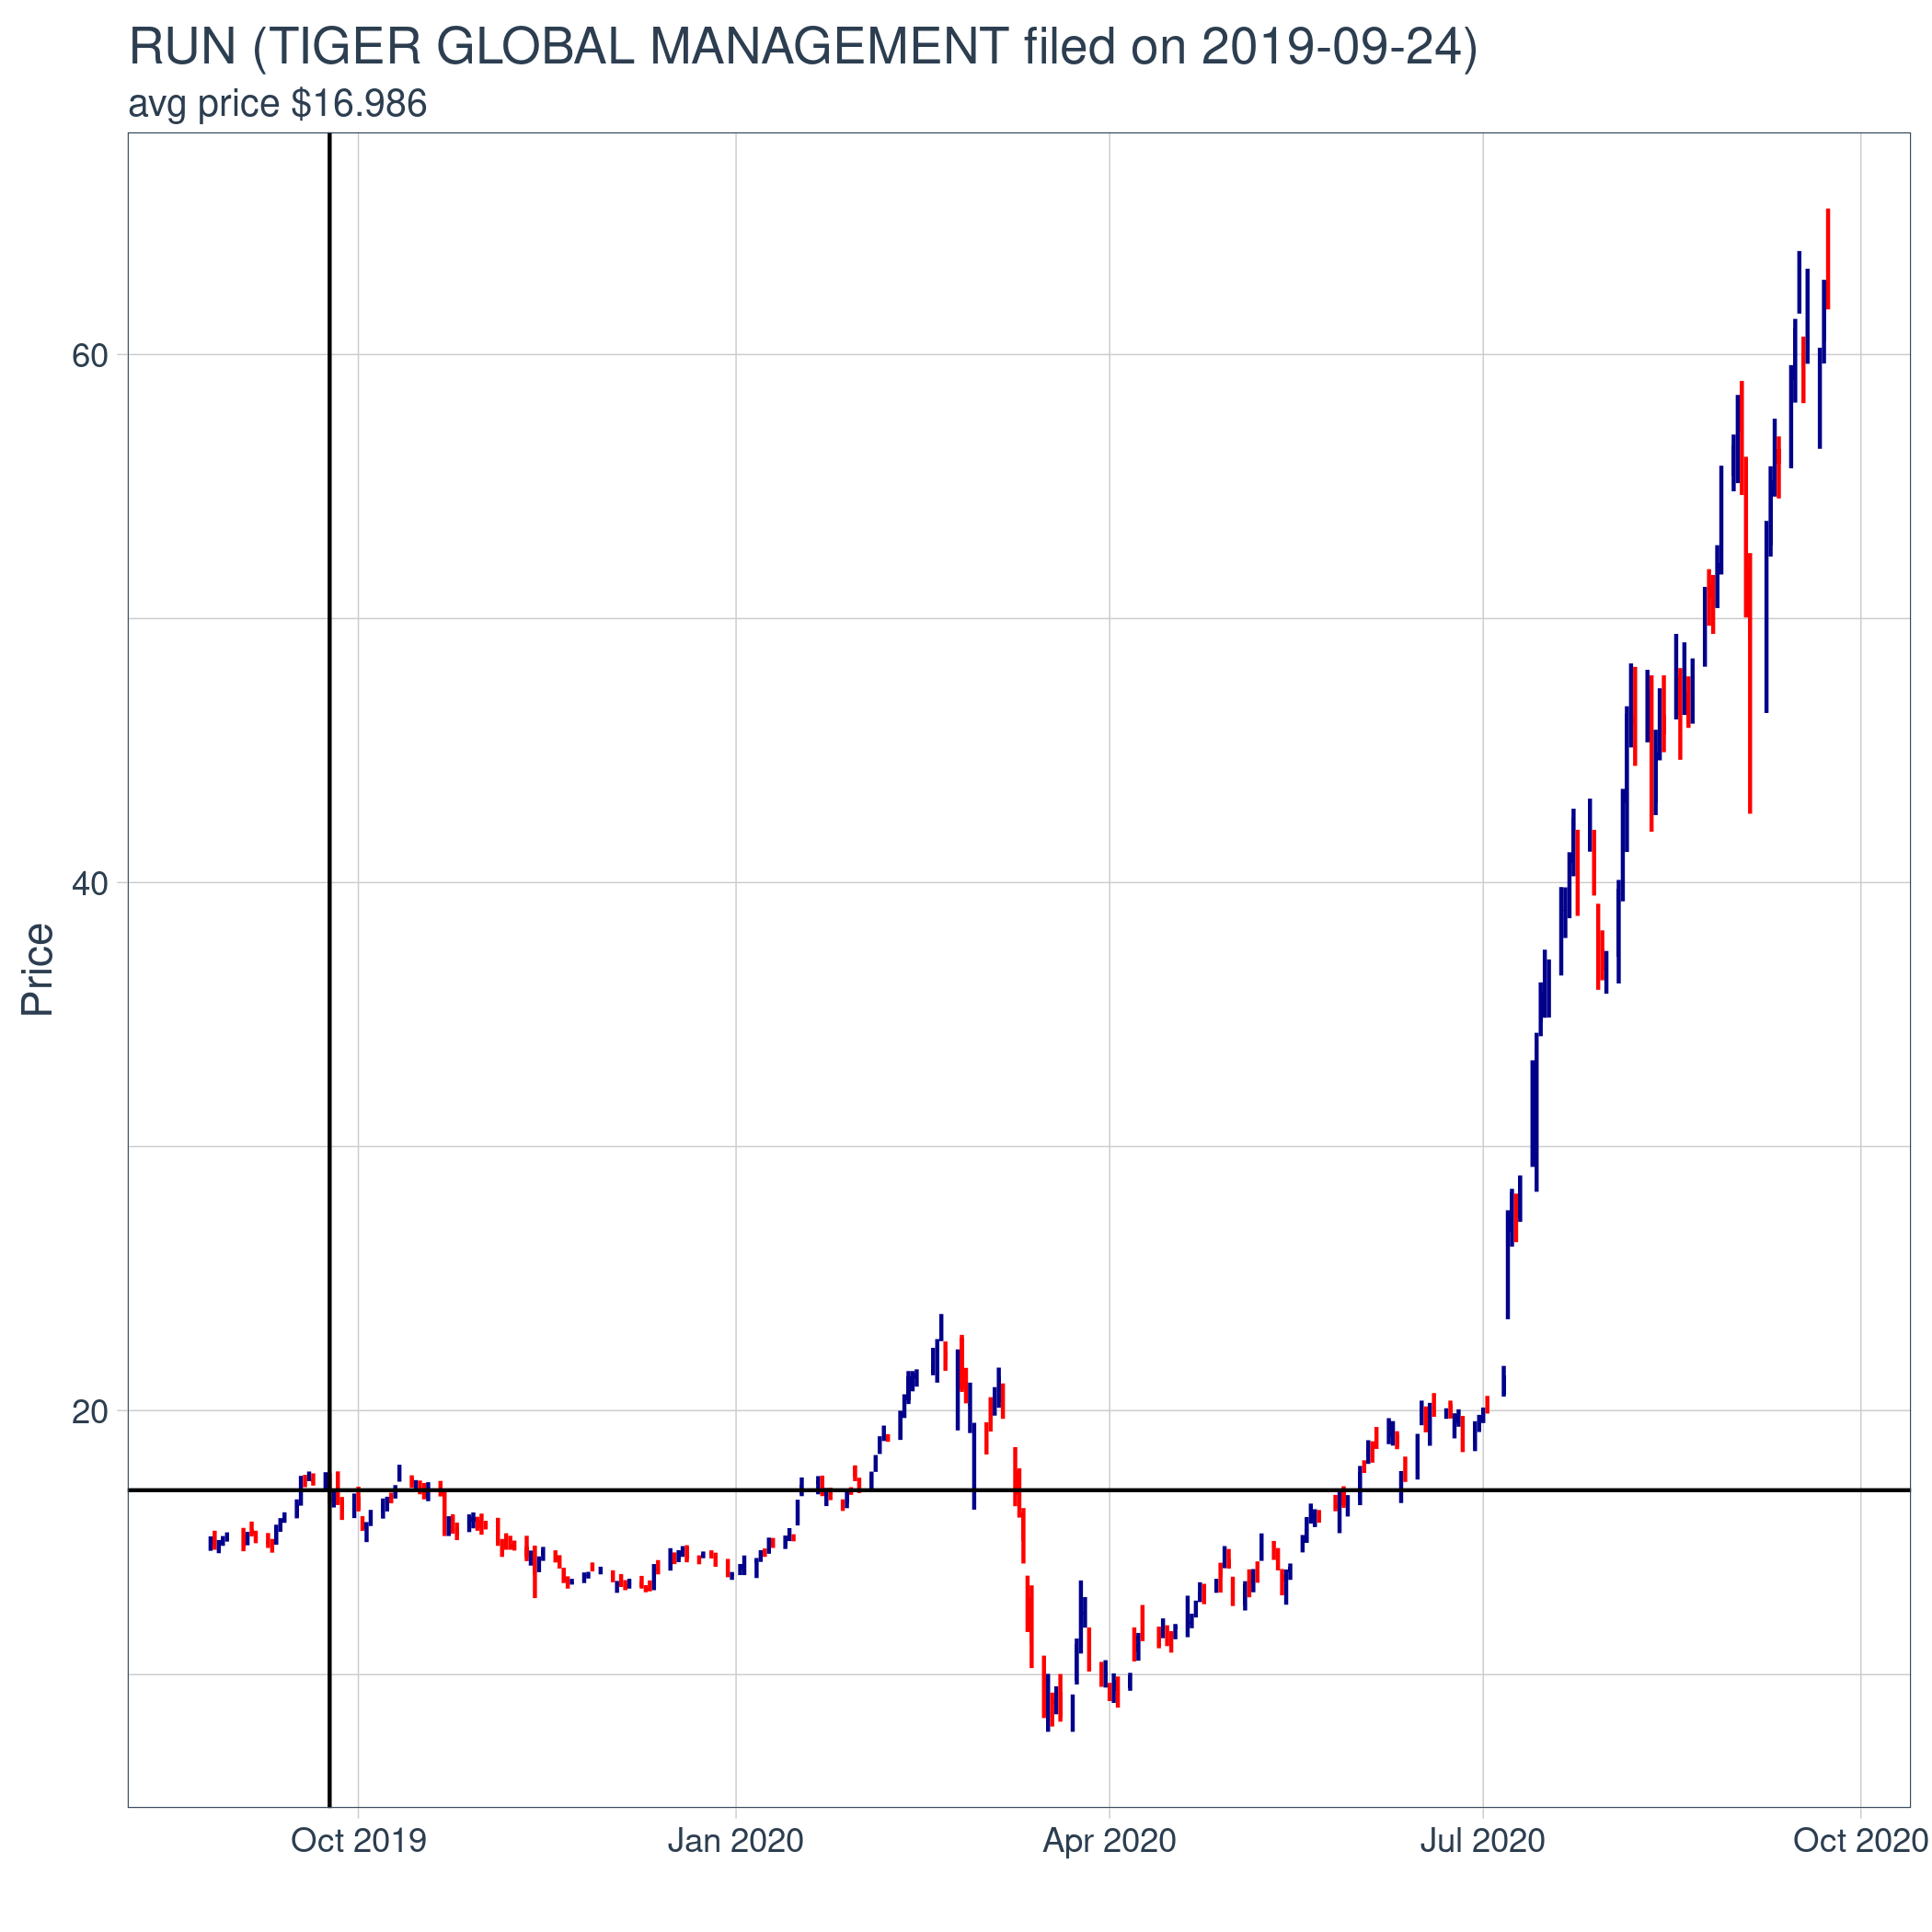 RUN (TIGER GLOBAL MANAGEMENT filed on 2019-09-24)
avg price $16.986
60
40
20
Price
Oct 2019
Jan 2020
Apr 2020
Jul 2020
Oct 2020